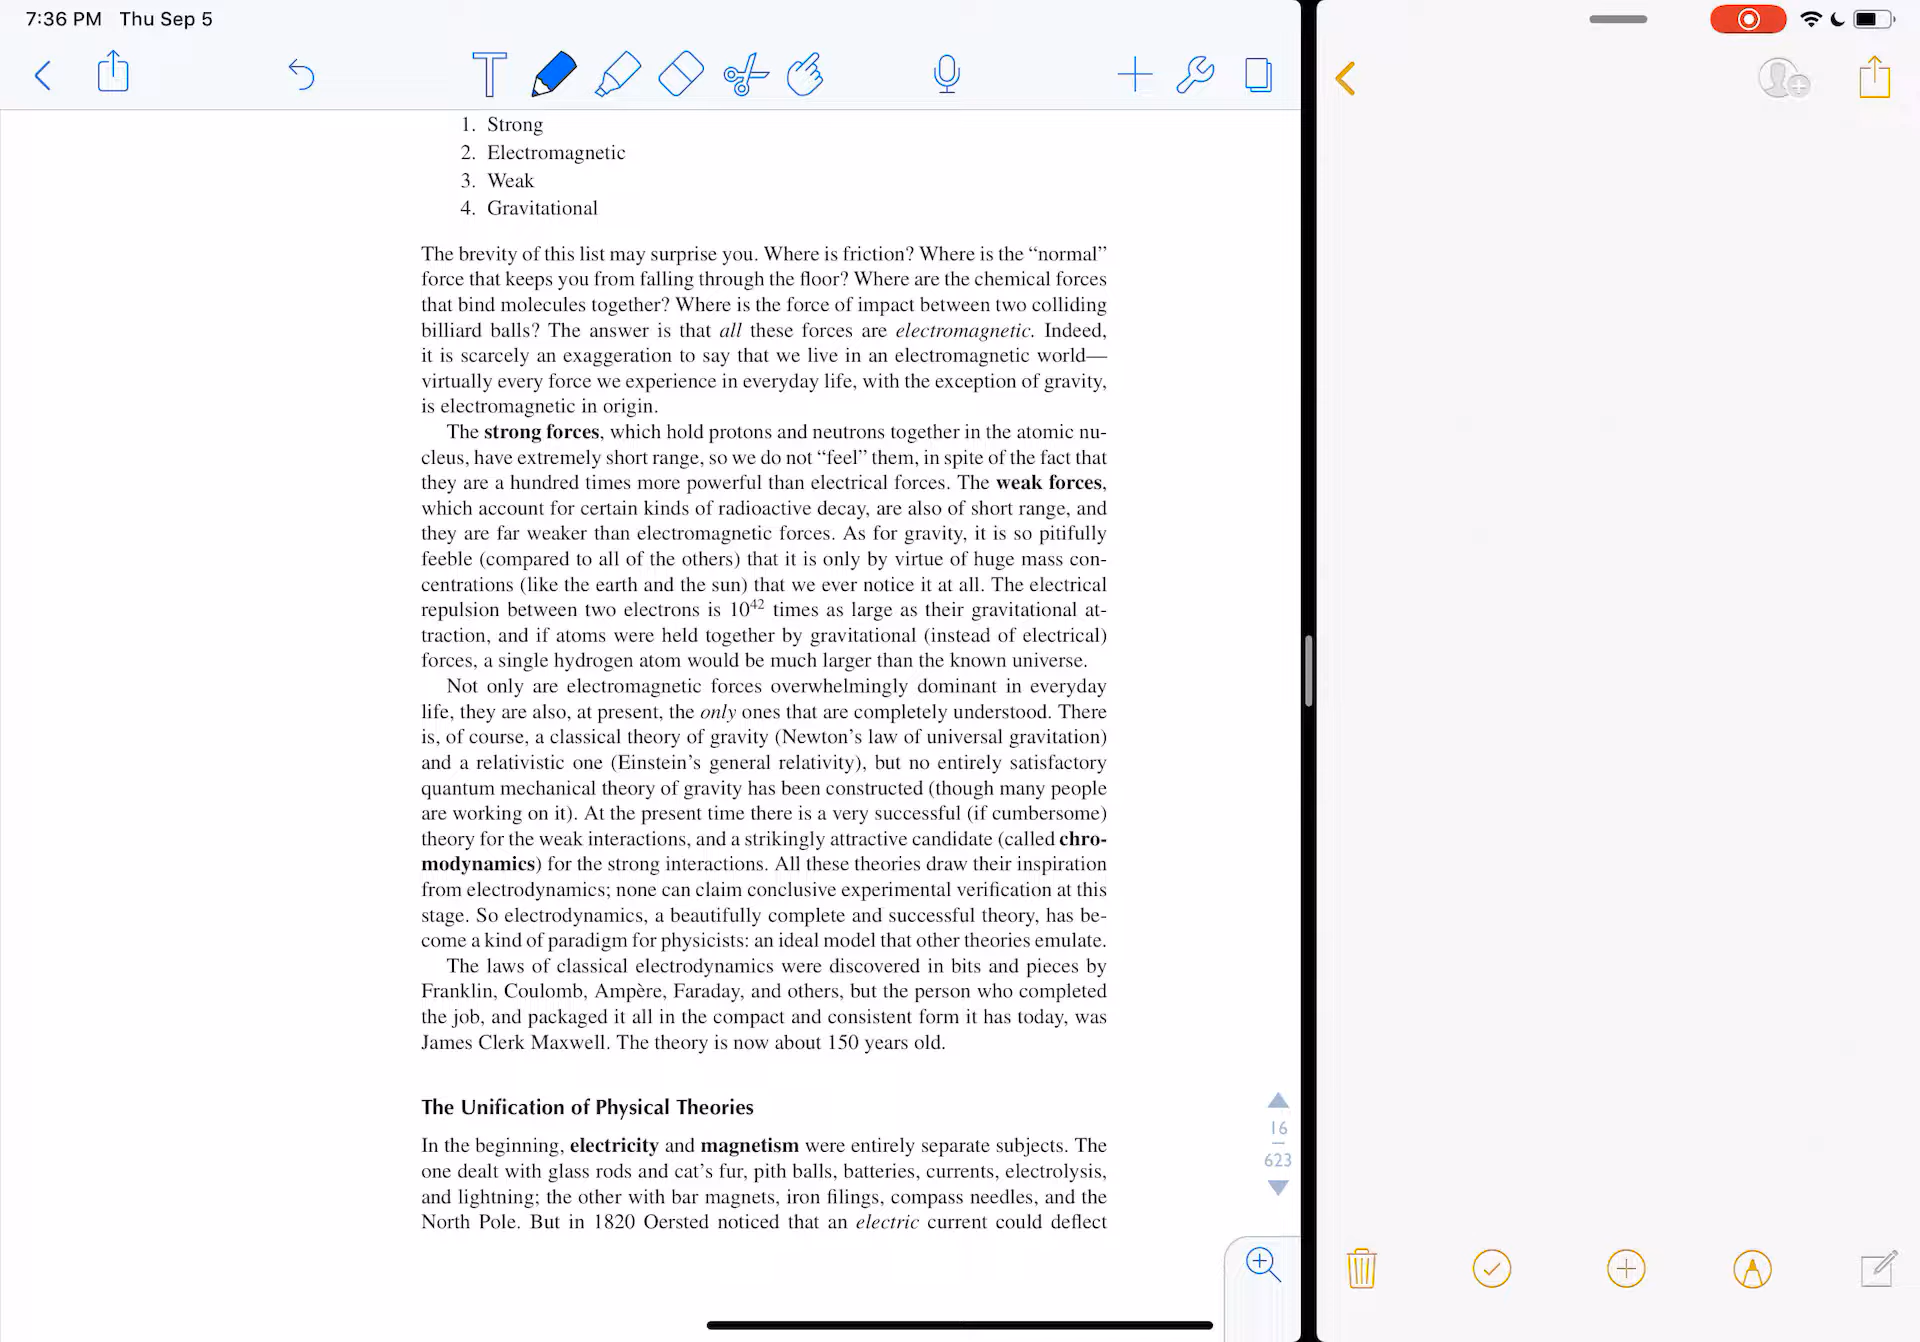 7:36 PM Thu Sep 5
1. Strong
2. Electromagnetic
3. Weak
4. Gravitational
The brevity of this list may surprise you. Where is friction? Where is the “normal”
force that keeps you from falling through the floor? Where are the chemical forces
that bind molecules together? Where is the force of impact between two colliding
billiard balls? The answer is that all these forces are electromagnetic. Indeed,
it is scarcely an exaggeration to say that we live in an electromagnetic world—
virtually every force we experience in everyday life, with the exception of gravity,
is electromagnetic in origin.
The strong forces, which hold protons and neutrons together in the atomic nu-
cleus, have extremely short range, so we do not “feel” them, in spite of the fact that
they are a hundred times more powerful than electrical forces. The weak forces,
which account for certain kinds of radioactive decay, are also of short range, and
they are far weaker than electromagnetic forces. As for gravity, it is so pitifully
feeble (compared to all of the others) that it is only by virtue of huge mass con-
centrations (like the earth and the sun) that we ever notice it at all. The electrical
repulsion between two electrons is 10⁴² times as large as their gravitational at-
traction, and if atoms were held together by gravitational (instead of electrical)
forces, a single hydrogen atom would be much larger than the known universe.
Not only are electromagnetic forces overwhelmingly dominant in everyday
life, they are also, at present, the only ones that are completely understood. There
is, of course, a classical theory of gravity (Newton’s law of universal gravitation)
and a relativistic one (Einstein’s general relativity), but no entirely satisfactory
quantum mechanical theory of gravity has been constructed (though many people
are working on it). At the present time there is a very successful (if cumbersome)
theory for the weak interactions, and a strikingly attractive candidate (called chro-
modynamics) for the strong interactions. All these theories draw their inspiration
from electrodynamics; none can claim conclusive experimental verification at this
stage. So electrodynamics, a beautifully complete and successful theory, has be-
come a kind of paradigm for physicists: an ideal model that other theories emulate.
The laws of classical electrodynamics were discovered in bits and pieces by
Franklin, Coulomb, Ampère, Faraday, and others, but the person who completed
the job, and packaged it all in the compact and consistent form it has today, was
James Clerk Maxwell. The theory is now about 150 years old.
The Unification of Physical Theories
In the beginning, electricity and magnetism were entirely separate subjects. The
one dealt with glass rods and cat’s fur, pith balls, batteries, currents, electrolysis,
and lightning; the other with bar magnets, iron filings, compass needles, and the
North Pole. But in 1820 Oersted noticed that an electric current could deflect
16
623